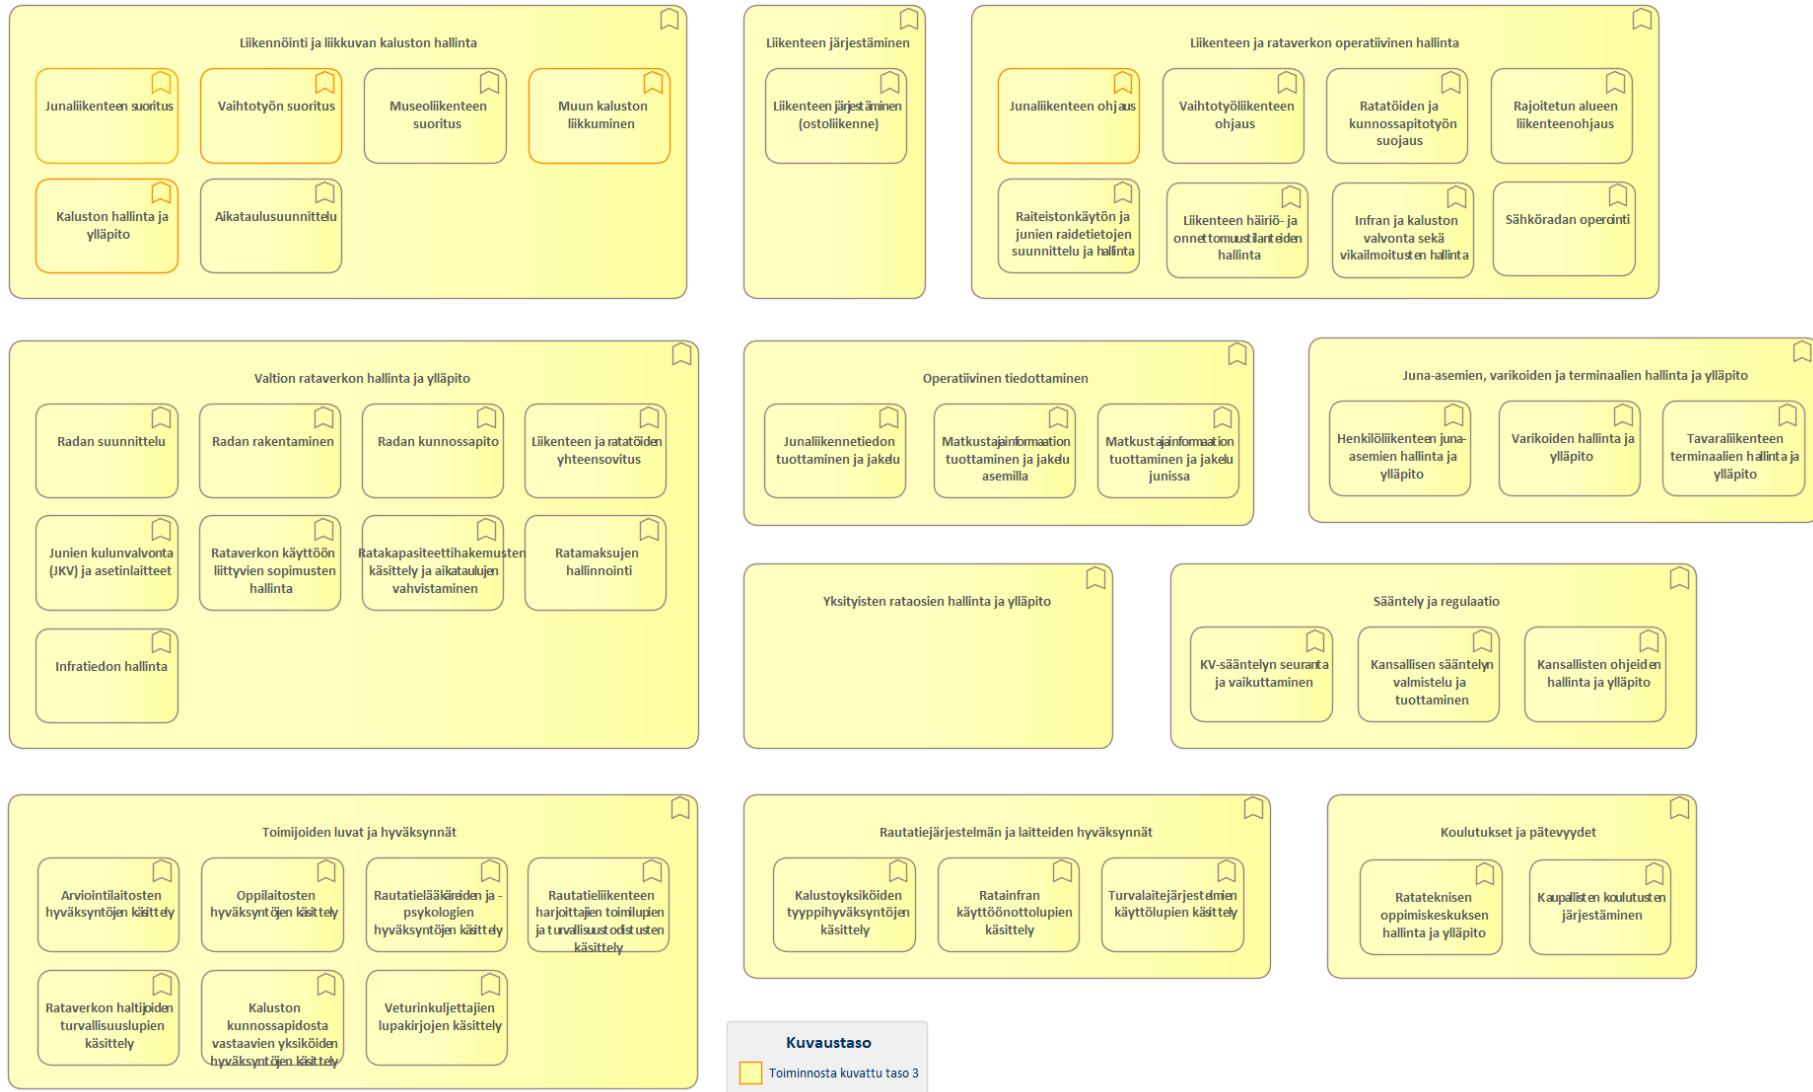 Liikennöinti ja liikkuvan kaluston hallinta
Junaliikenteen suoritus
Vaihtotyön suoritus
Museoliikenteen
suoritus
Muun kaluston
liikkuminen
Kaluston hallinta ja
ylläpito
Aikataulusuunnittelu
Liikenteen järjestäminen
Liikenteen järjestäminen
(ostoliikenne)
Liikenteen ja rataverkon operatiivinen hallinta
Junaliikenteen ohjaus
Vaihtotyöliikenteen
ohjaus
Ratatöiden ja
kunnossapitotyön
suojaus
Rajoitetun alueen
liikenteenohjaus
Raiteistonkäytön ja
junien raidetietojen
suunnittelu ja hallinta
Liikenteen häiriö- ja
onnettomuustilanteiden
hallinta
Infran ja kaluston
valvonta sekä
vikailmoitusten hallinta
Sähköradan operointi
Valtion rataverkon hallinta ja ylläpito
Radan suunnittelu
Radan rakentaminen
Radan kunnossapito
Liikenteen ja ratatöiden
yhteensovitus
Junien kulunvalvonta
(JKV) ja asetinlaitteet
Rataverkon käyttöön
liittyvien sopimusten
hallinta
Ratakapasiteettihakemusten
käsittely ja aikataulujen
vahvistaminen
Ratamaksujen
hallinnointi
Infratiedon hallinta
Operatiivinen tiedottaminen
Junaliikennetiedon
tuottaminen ja jakelu
Matkustajainformaation
tuottaminen ja jakelu
asemilla
Matkustajainformaation
tuottaminen ja jakelu
junissa
Juna-asemien, varikoiden ja terminaalien hallinta ja ylläpito
Henkilöliikenteen juna-
asemien hallinta ja
ylläpito
Varikoiden hallinta ja
ylläpito
Tavaraliikenteen
terminaalien hallinta ja
ylläpito
Yksityisten rataosien hallinta ja ylläpito
Sääntely ja regulaatio
KV-sääntelyn seuranta
ja vaikuttaminen
Kansallisen sääntelyn
valmistelu ja
tuottaminen
Kansallisten ohjeiden
hallinta ja ylläpito
Toimijoiden luvat ja hyväksynnät
Arviointilaitosten
hyväksyntöjen käsittely
Oppilaitosten
hyväksyntöjen käsittely
Rautatielääkäreiden ja -
psykologien
hyväksyntöjen käsittely
Rautatieliikenteen
harjoittajien toimilupien
ja turvallisuustodistusten
käsittely
Rataverkon haltijoiden
turvallisuuslupien
käsittely
Kaluston
kunnossapidosta
vastaavien yksiköiden
hyväksyntöjen käsittely
Veturinkuljettajien
lupakirjojen käsittely
Rautatiejärjestelmän ja laitteiden hyväksynnät
Kalustoyksiköiden
tyyppihyväksyntöjen
käsittely
Ratainfran
käyttöönottolupien
käsittely
Turvalaitejärjestelmien
käyttölupien käsittely
Koulutukset ja pätevyydet
Ratateknisen
oppimiskeskuksen
hallinta ja ylläpito
Kaupallisten koulutusten
järjestäminen
Kuvaustaso
Toiminnosta kuvattu taso 3